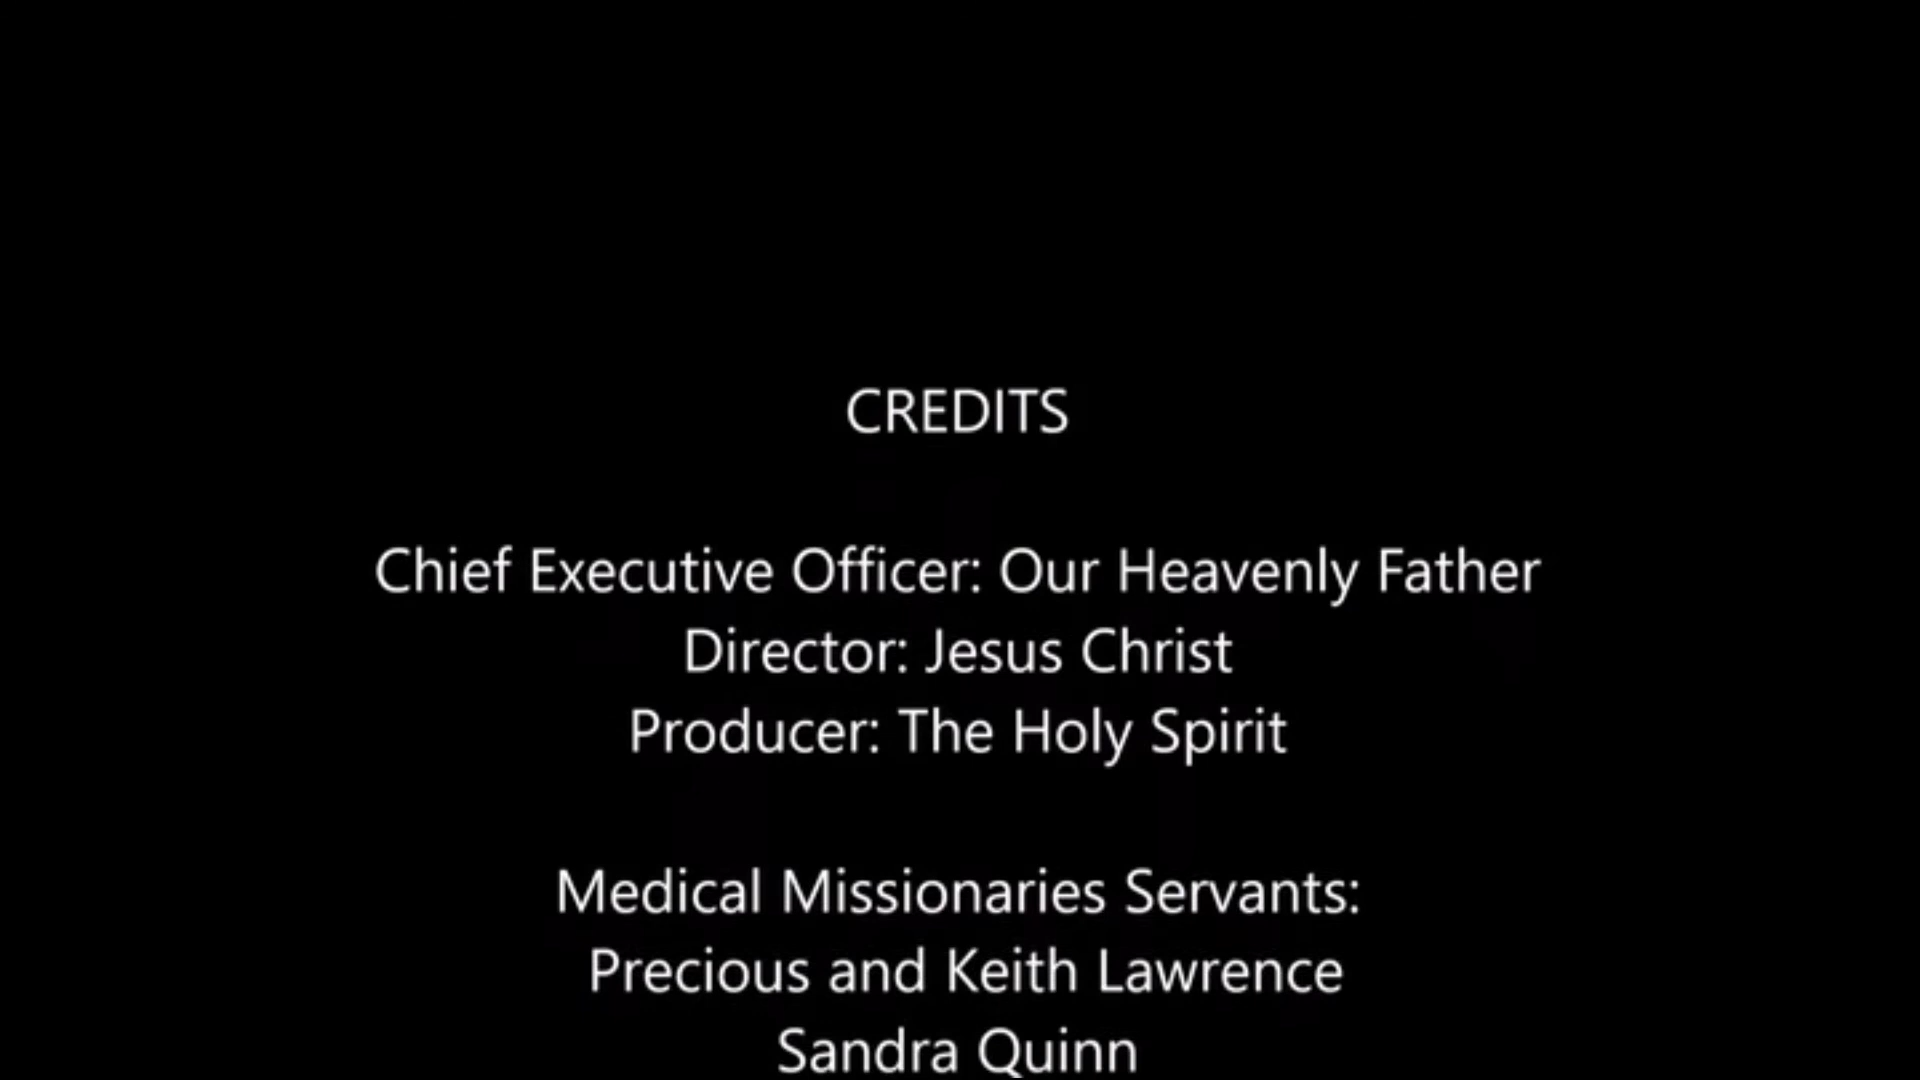 CREDITS
Chief Executive Officer: Our Heavenly Father
Director: Jesus Christ
Producer: The Holy Spirit
Medical Missionaries Servants:
Precious and Keith Lawrence
Sandra Quinn